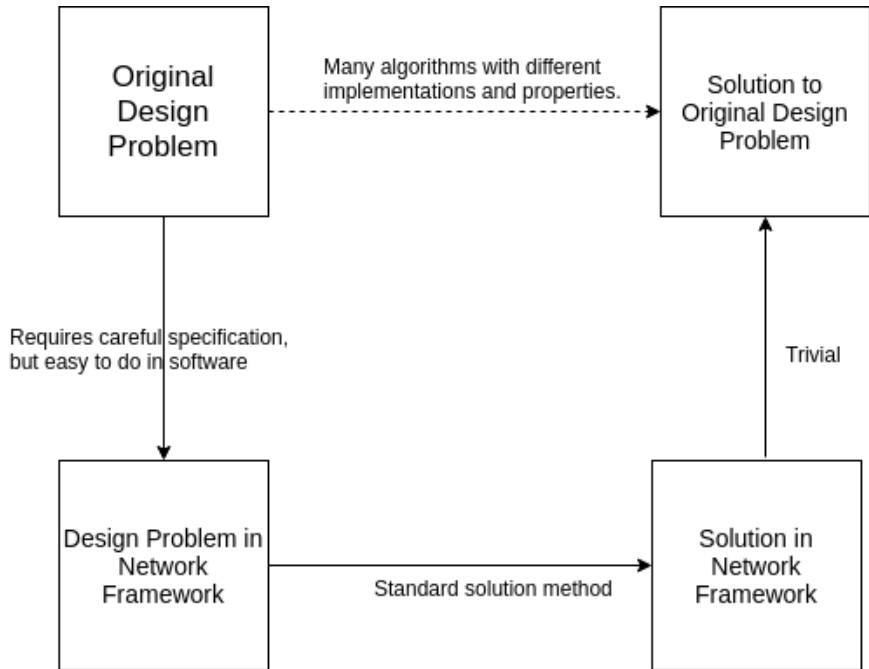 Original
Design
Problem
Many algorithms with different
implementations and properties.
Solution to
Original Design
Problem
Requires careful specification,
but easy to do in software
Trivial
Design Problem in
Network
Framework
Standard solution method
Solution in
Network
Framework